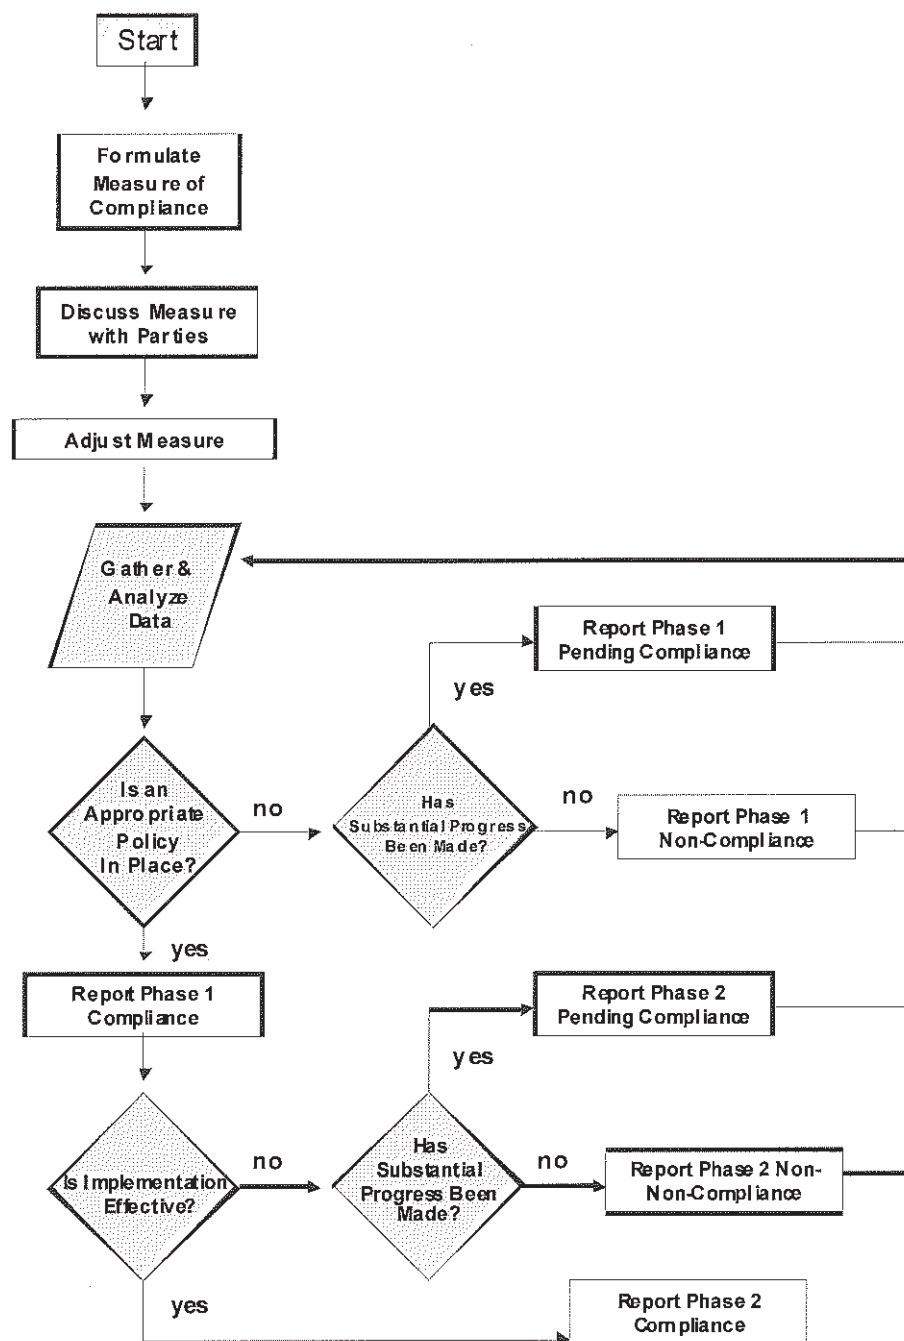 Start
Formulate
Measure of
Compliance
Discuss Measure
with Parties
Adjust Measure
Gather &
Analyze
Data
Report Phase 1
Pending Compliance
yes
Is an
Appropriate
Policy
In Place?
no
Has
Substantial Progress
Been Made?
no
Report Phase 1
Non-Compliance
yes
Report Phase 1
Compliance
Report Phase 2
Pending Compliance
yes
Is Implementation
Effective?
no
Has
Substantial
Progress Been
Made?
no
Report Phase 2 Non-
Non-Compliance
yes
Report Phase 2
Compliance